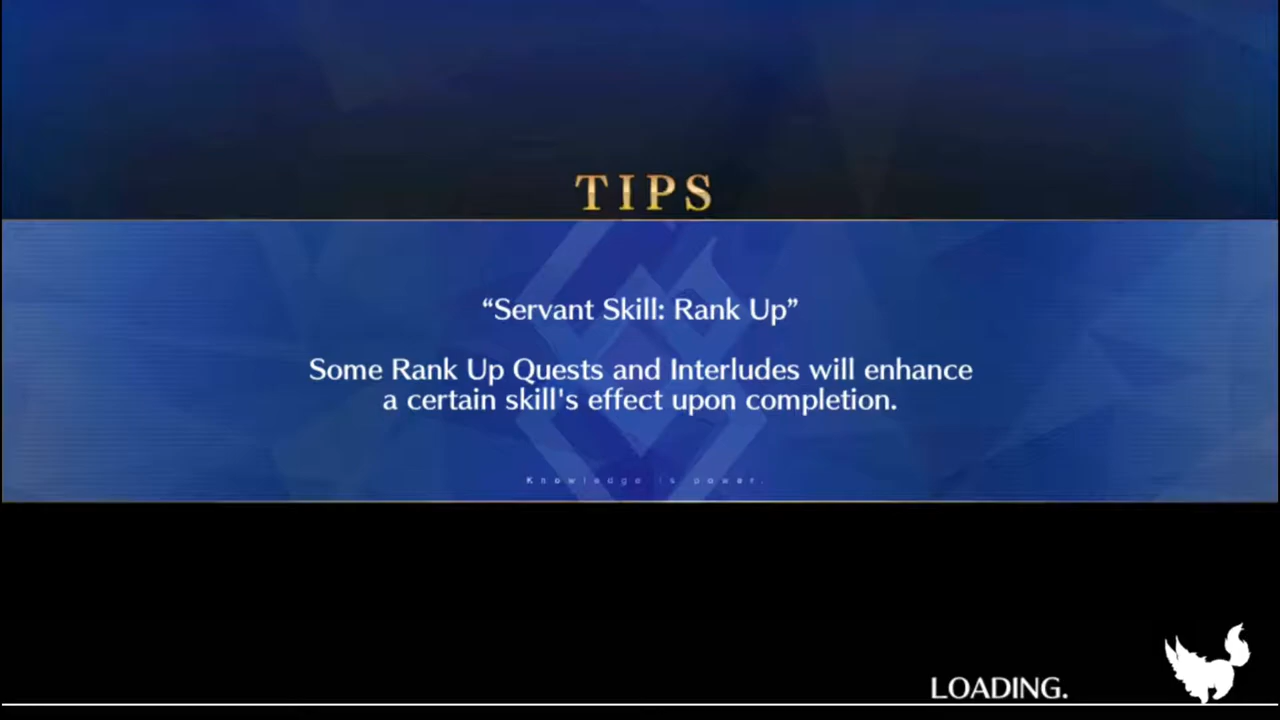 TIPS
“Servant Skill: Rank Up”
Some Rank Up Quests and Interludes will enhance
a certain skill's effect upon completion.
Knowledge is power.
LOADING.